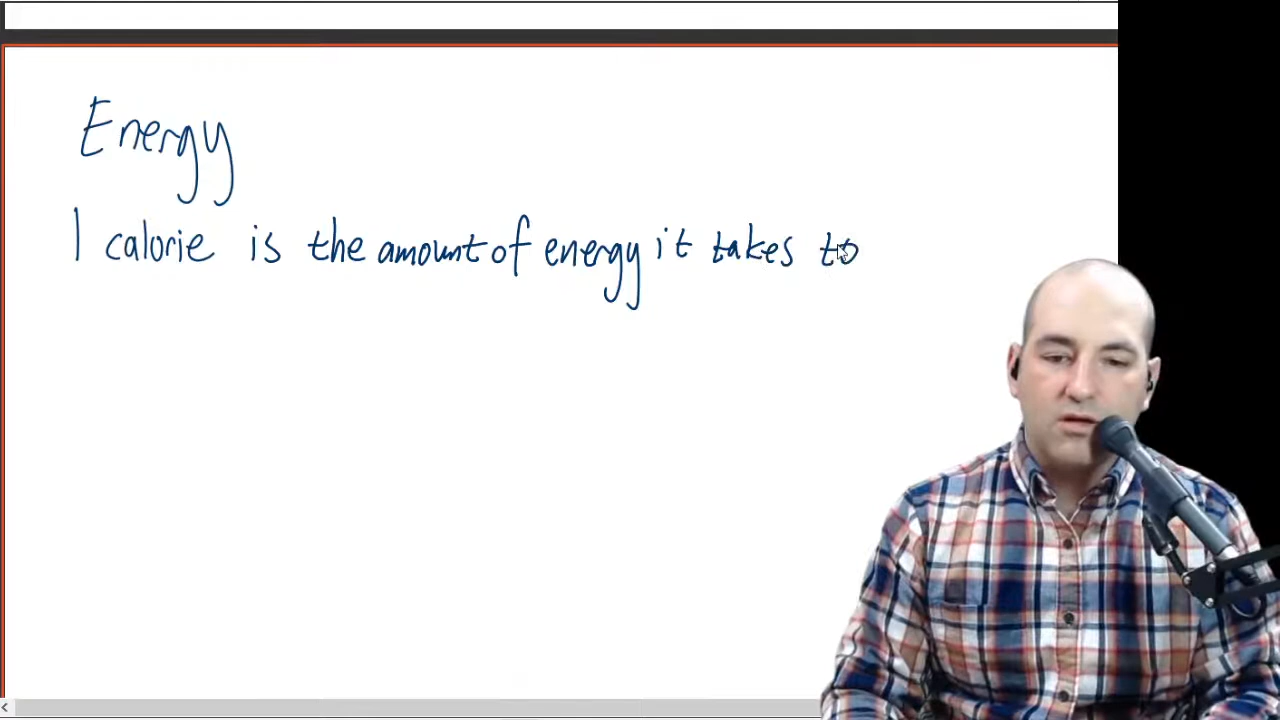 Energy
1 calorie is the amount of energy it takes to